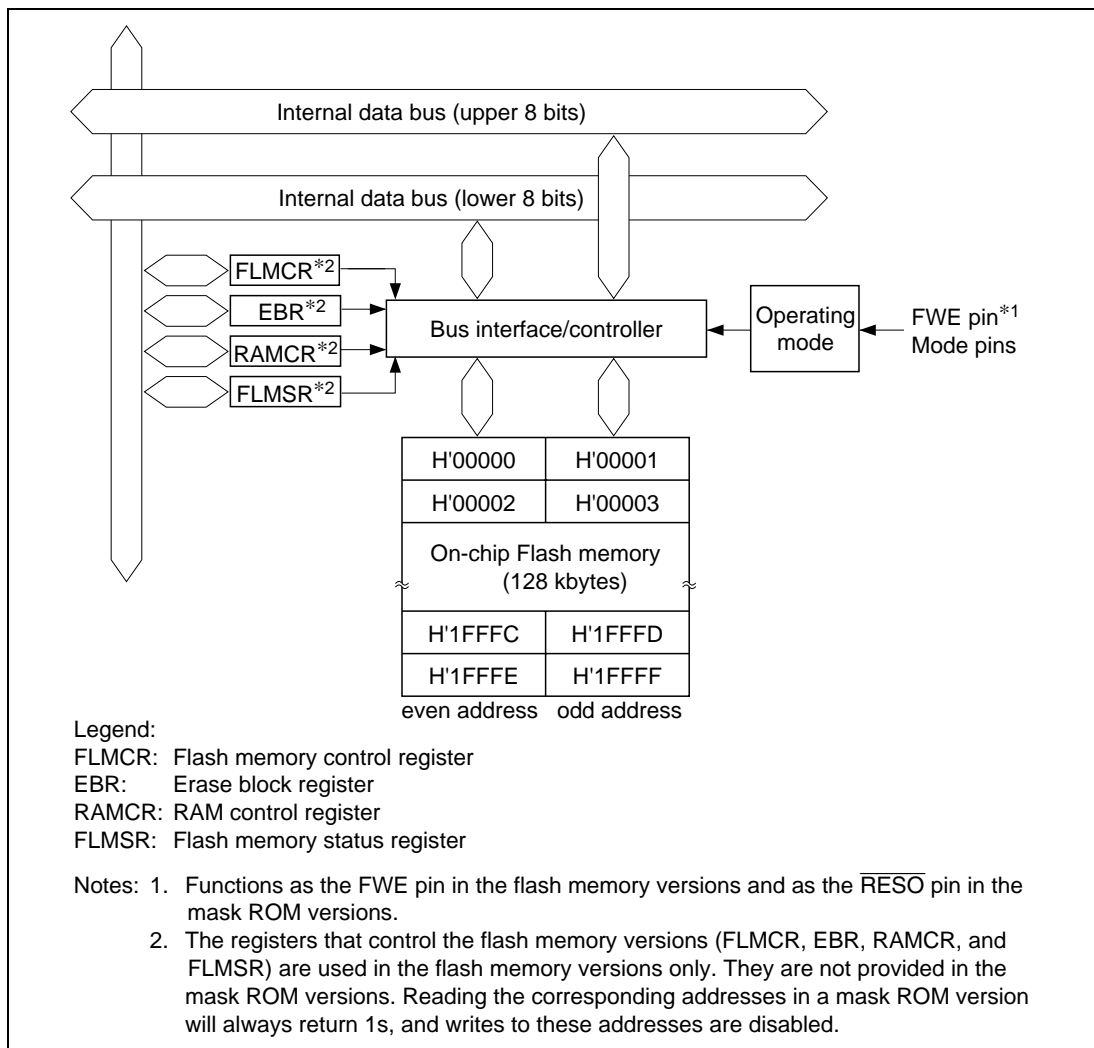 Internal data bus (upper 8 bits)
Internal data bus (lower 8 bits)
FLMCR*2
EBR*2
RAMCR*2
FLMSR*2
Bus interface/controller
Operating
mode
FWE pin*1
Mode pins
H'00000 H'00001
H'00002 H'00003
On-chip Flash memory
(128 kbytes)
H'1FFFC H'1FFFD
H'1FFFE H'1FFFF
even address odd address
Legend:
FLMCR: Flash memory control register
EBR: Erase block register
RAMCR: RAM control register
FLMSR: Flash memory status register
Notes: 1. Functions as the FWE pin in the flash memory versions and as the R̅E̅S̅O̅ pin in the
mask ROM versions.
2. The registers that control the flash memory versions (FLMCR, EBR, RAMCR, and
FLMSR) are used in the flash memory versions only. They are not provided in the
mask ROM versions. Reading the corresponding addresses in a mask ROM version
will always return 1s, and writes to these addresses are disabled.